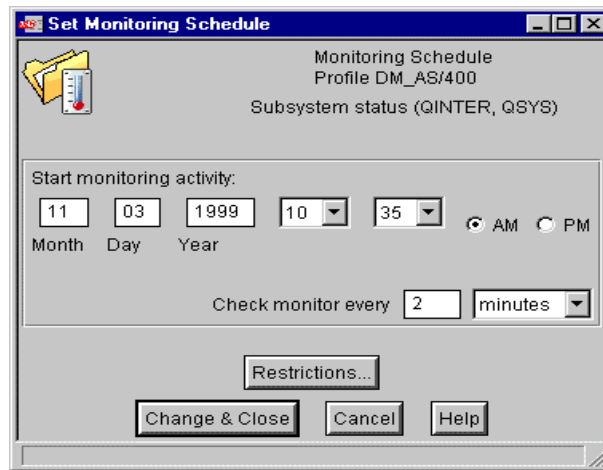 Set Monitoring Schedule
Monitoring Schedule
Profile DM_AS/400
Subsystem status (QINTER, QSYS)
Start monitoring activity:
11 03 1999 10 35 AM PM
Month Day Year
Check monitor every 2 minutes
Restrictions...
Change & Close Cancel Help